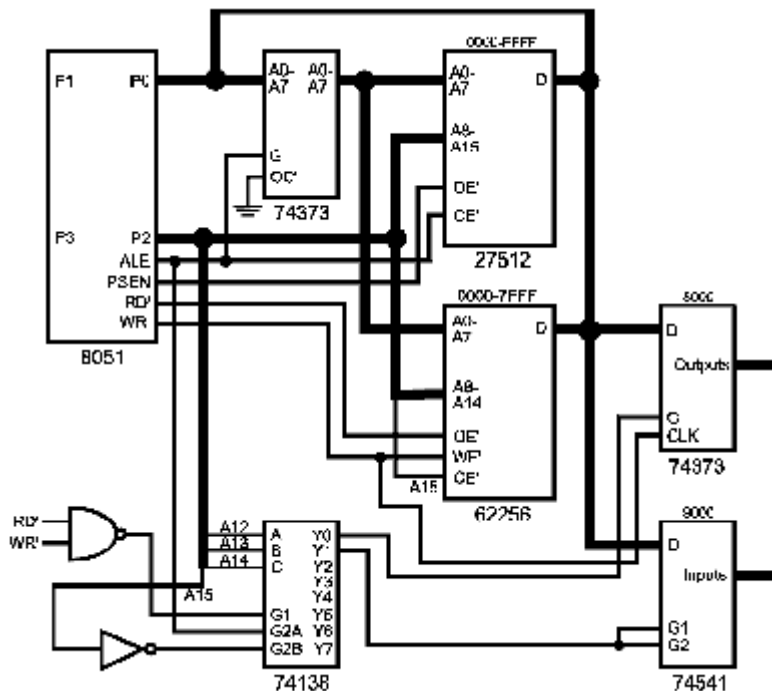 0000-FFFF
P1
P0
A0-
A7
A0-
A7
G
OC'
74373
A0-
A7
D
A8-
A15
OE'
CE'
27512
P3
P2
ALE
PSEN
RD'
WR
8051
0000-7FFF
A0-
A7
D
A8-
A14
OE'
WE'
CE'
A15
62256
8000
D
Outputs
G
CLK
74373
RD'
WR'
A12
A13
A14
A15
A
B
C
G1
G2A
G2B
Y0
Y1
Y2
Y3
Y4
Y5
Y6
Y7
74138
9000
D
Inputs
G1
G2
74541